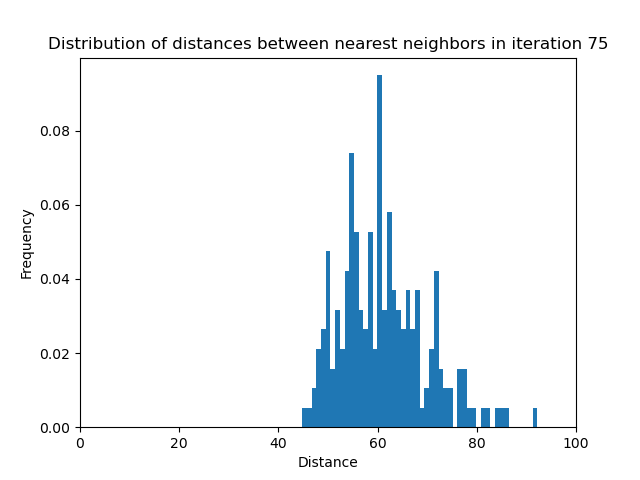 Distribution of distances between nearest neighbors in iteration 75
0.08
0.06
0.04
0.02
0.00
Frequency
0 20 40 60 80 100
Distance